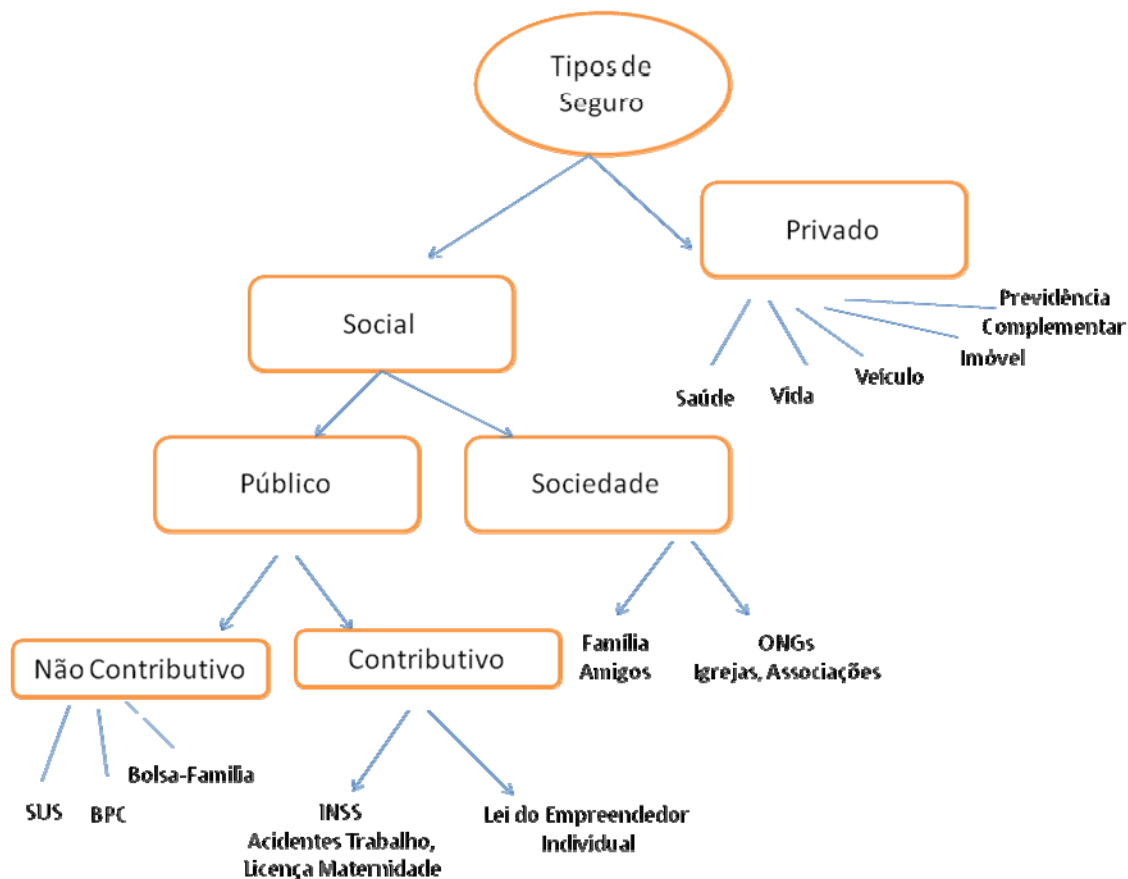 Tipos de
Seguro
Privado
Social
Previdência
Complementar
Imóvel
Veículo
Saúde
Vida
Público
Sociedade
Família
Amigos
ONGs
Igrejas, Associações
Não Contributivo
Contributivo
Bolsa-Família
SUS
BPC
INSS
Acidentes Trabalho,
Licença Maternidade
Lei do Empreendedor
Individual